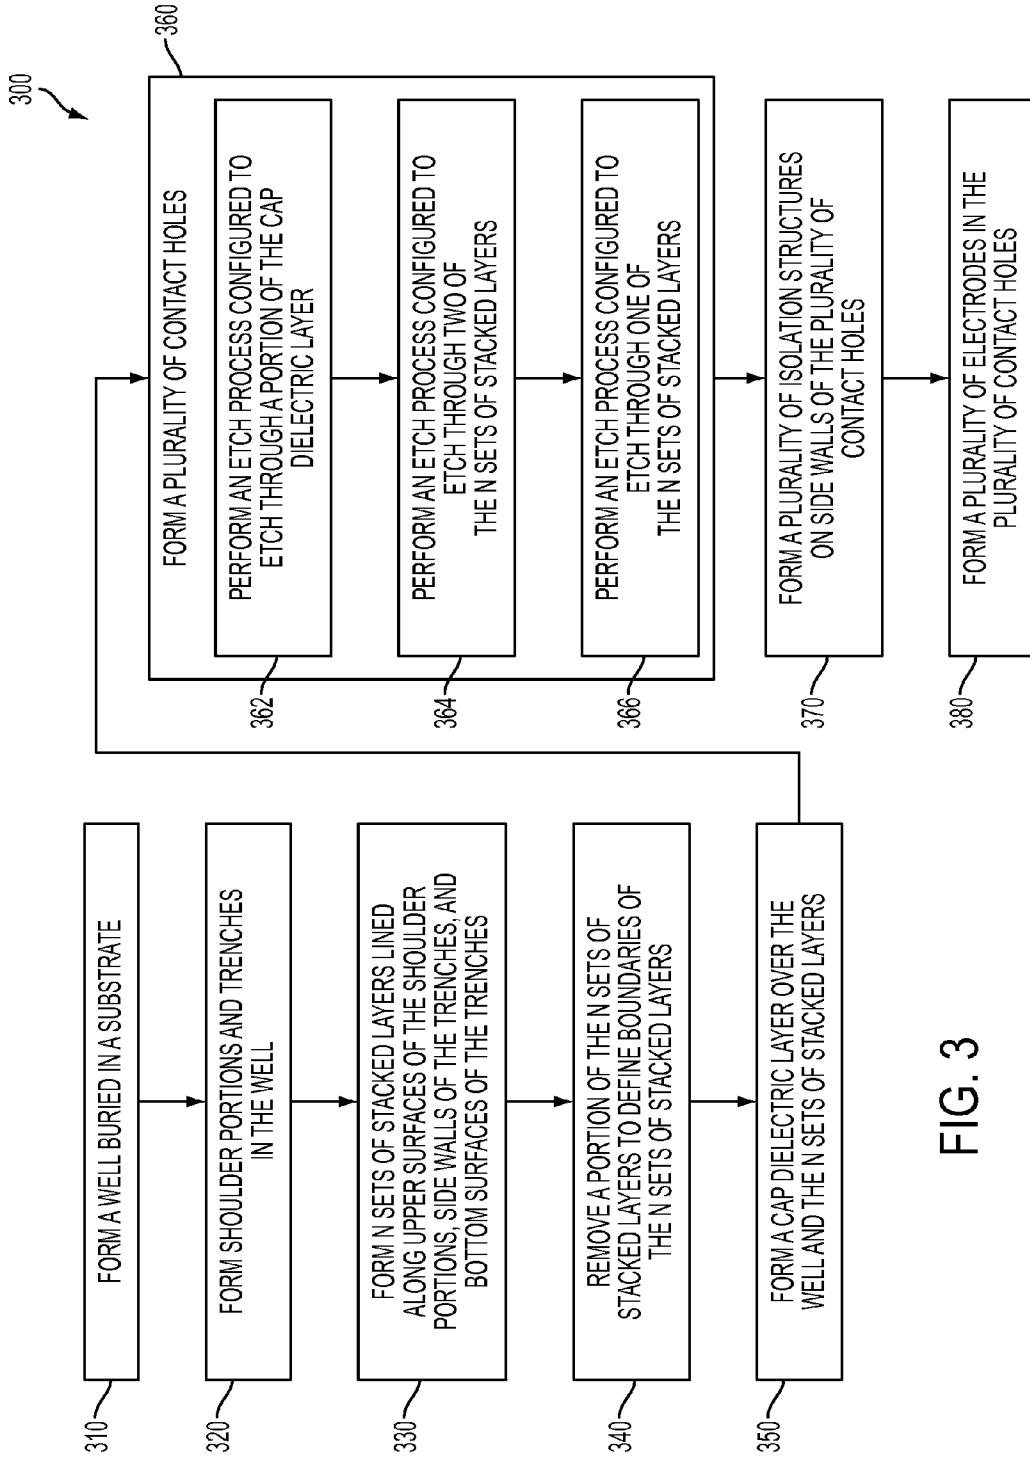 300
310
FORM A WELL BURIED IN A SUBSTRATE
320
FORM SHOULDER PORTIONS AND TRENCHES
IN THE WELL
330
FORM N SETS OF STACKED LAYERS LINED
ALONG UPPER SURFACES OF THE SHOULDER
PORTIONS, SIDE WALLS OF THE TRENCHES, AND
BOTTOM SURFACES OF THE TRENCHES
340
REMOVE A PORTION OF THE N SETS OF
STACKED LAYERS TO DEFINE BOUNDARIES OF
THE N SETS OF STACKED LAYERS
350
FORM A CAP DIELECTRIC LAYER OVER THE
WELL AND THE N SETS OF STACKED LAYERS
360
FORM A PLURALITY OF CONTACT HOLES
362
PERFORM AN ETCH PROCESS CONFIGURED TO
ETCH THROUGH A PORTION OF THE CAP
DIELECTRIC LAYER
364
PERFORM AN ETCH PROCESS CONFIGURED TO
ETCH THROUGH TWO OF
THE N SETS OF STACKED LAYERS
366
PERFORM AN ETCH PROCESS CONFIGURED TO
ETCH THROUGH ONE OF
THE N SETS OF STACKED LAYERS
370
FORM A PLURALITY OF ISOLATION STRUCTURES
ON SIDE WALLS OF THE PLURALITY OF
CONTACT HOLES
380
FORM A PLURALITY OF ELECTRODES IN THE
PLURALITY OF CONTACT HOLES
FIG. 3